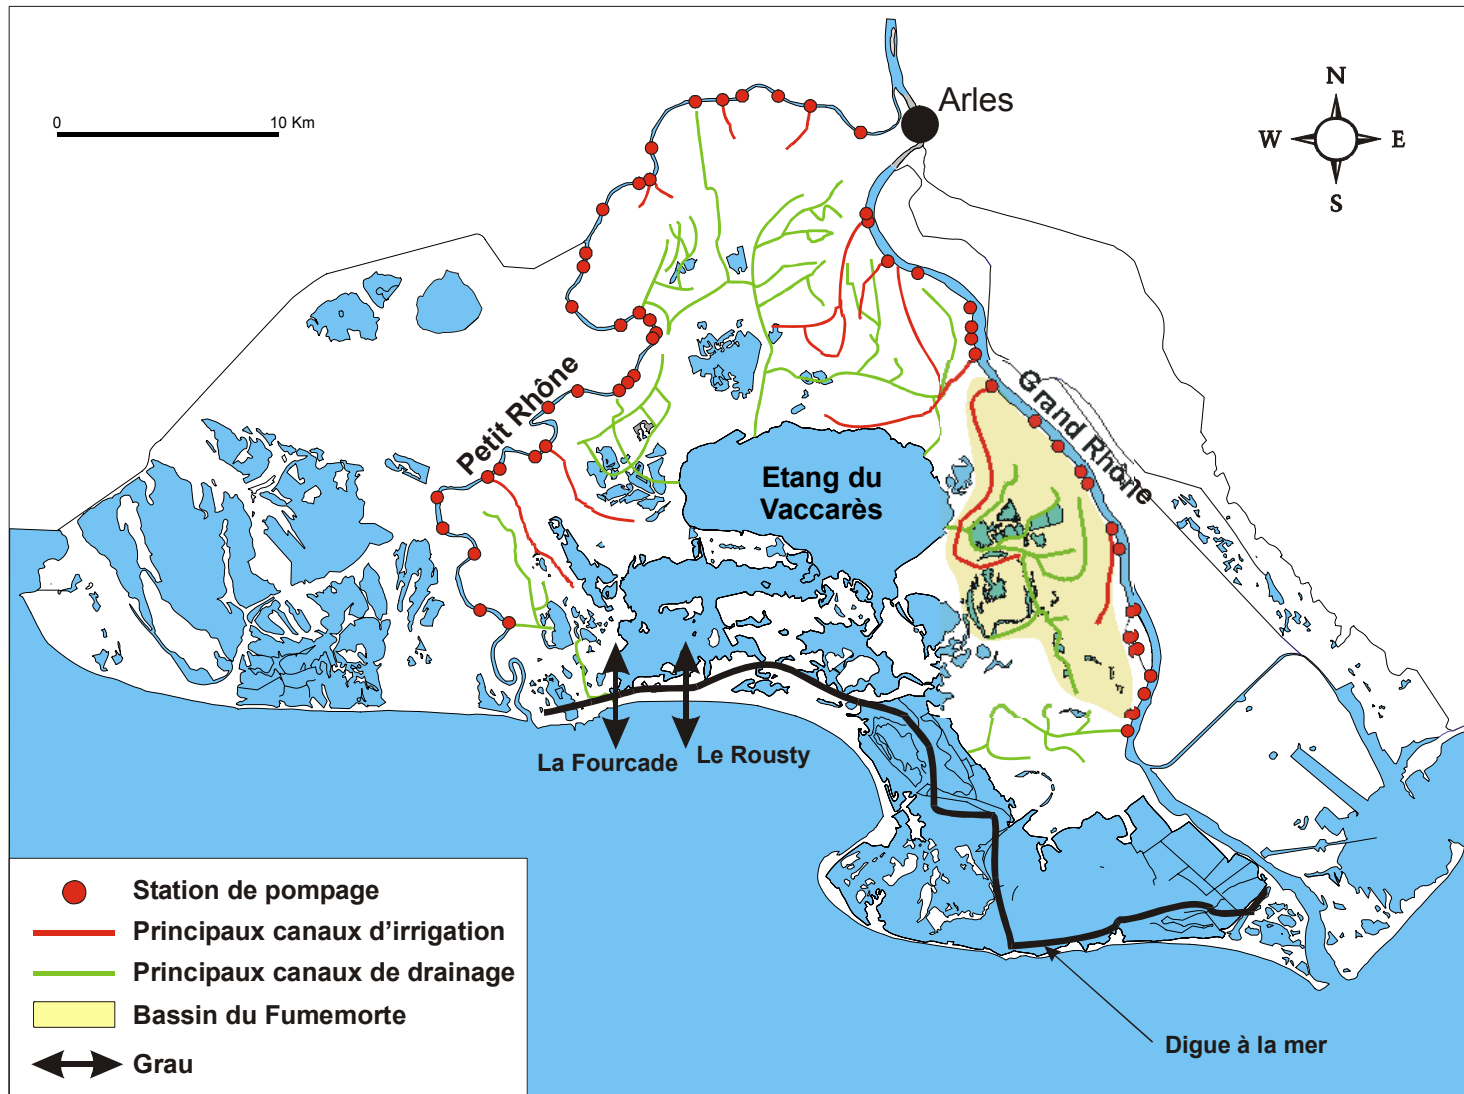 Arles
0 10 Km
N
W E
S
Petit Rhône
Grand Rhône
Etang du
Vaccarès
La Fourcade
Le Rousty
Station de pompage
Principaux canaux d'irrigation
Principaux canaux de drainage
Bassin du Fumemorte
Grau
Digue à la mer